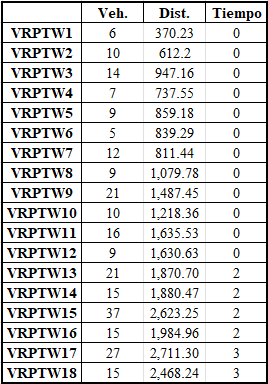 Veh. Dist. Tiempo
VRPTW1 6 370.23 0
VRPTW2 10 612.2 0
VRPTW3 14 947.16 0
VRPTW4 7 737.55 0
VRPTW5 9 859.18 0
VRPTW6 5 839.29 0
VRPTW7 12 811.44 0
VRPTW8 9 1,079.78 0
VRPTW9 21 1,487.45 0
VRPTW10 10 1,218.36 0
VRPTW11 16 1,635.53 0
VRPTW12 9 1,630.63 0
VRPTW13 21 1,870.70 2
VRPTW14 15 1,880.47 2
VRPTW15 37 2,623.25 2
VRPTW16 15 1,984.96 2
VRPTW17 27 2,711.30 3
VRPTW18 15 2,468.24 3